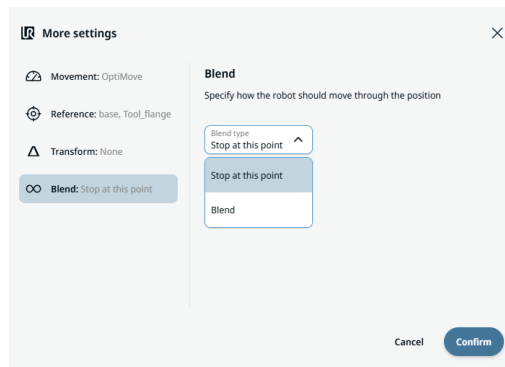 More settings
Movement: OptiMove
Reference: base, Tool_flange
Transform: None
Blend: Stop at this point
Blend
Specify how the robot should move through the position
Blend type
Stop at this point
Stop at this point
Blend
Cancel
Confirm